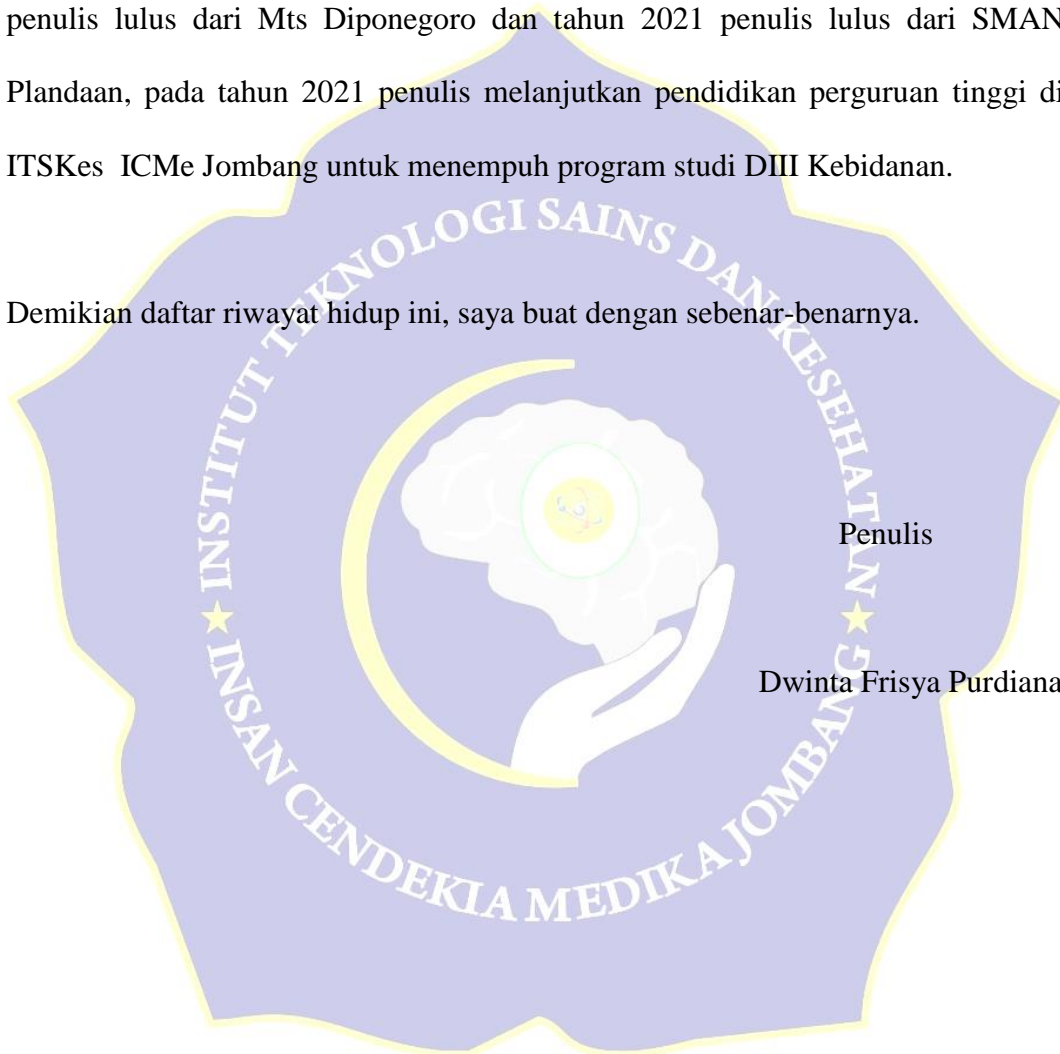 penulis lulus dari Mts Diponegoro dan tahun 2021 penulis lulus dari SMAN
Plandaan, pada tahun 2021 penulis melanjutkan pendidikan perguruan tinggi di
ITSKes ICMe Jombang untuk menempuh program studi DIII Kebidanan.
INSTITUT TEKNOLOGI SAINS DAN KESEHATAN
Demikian daftar riwayat hidup ini, saya buat dengan sebenar-benarnya.
Penulis
Dwinta Frisya Purdiana
INSAN CENDEKIA MEDIKA JOMBANG